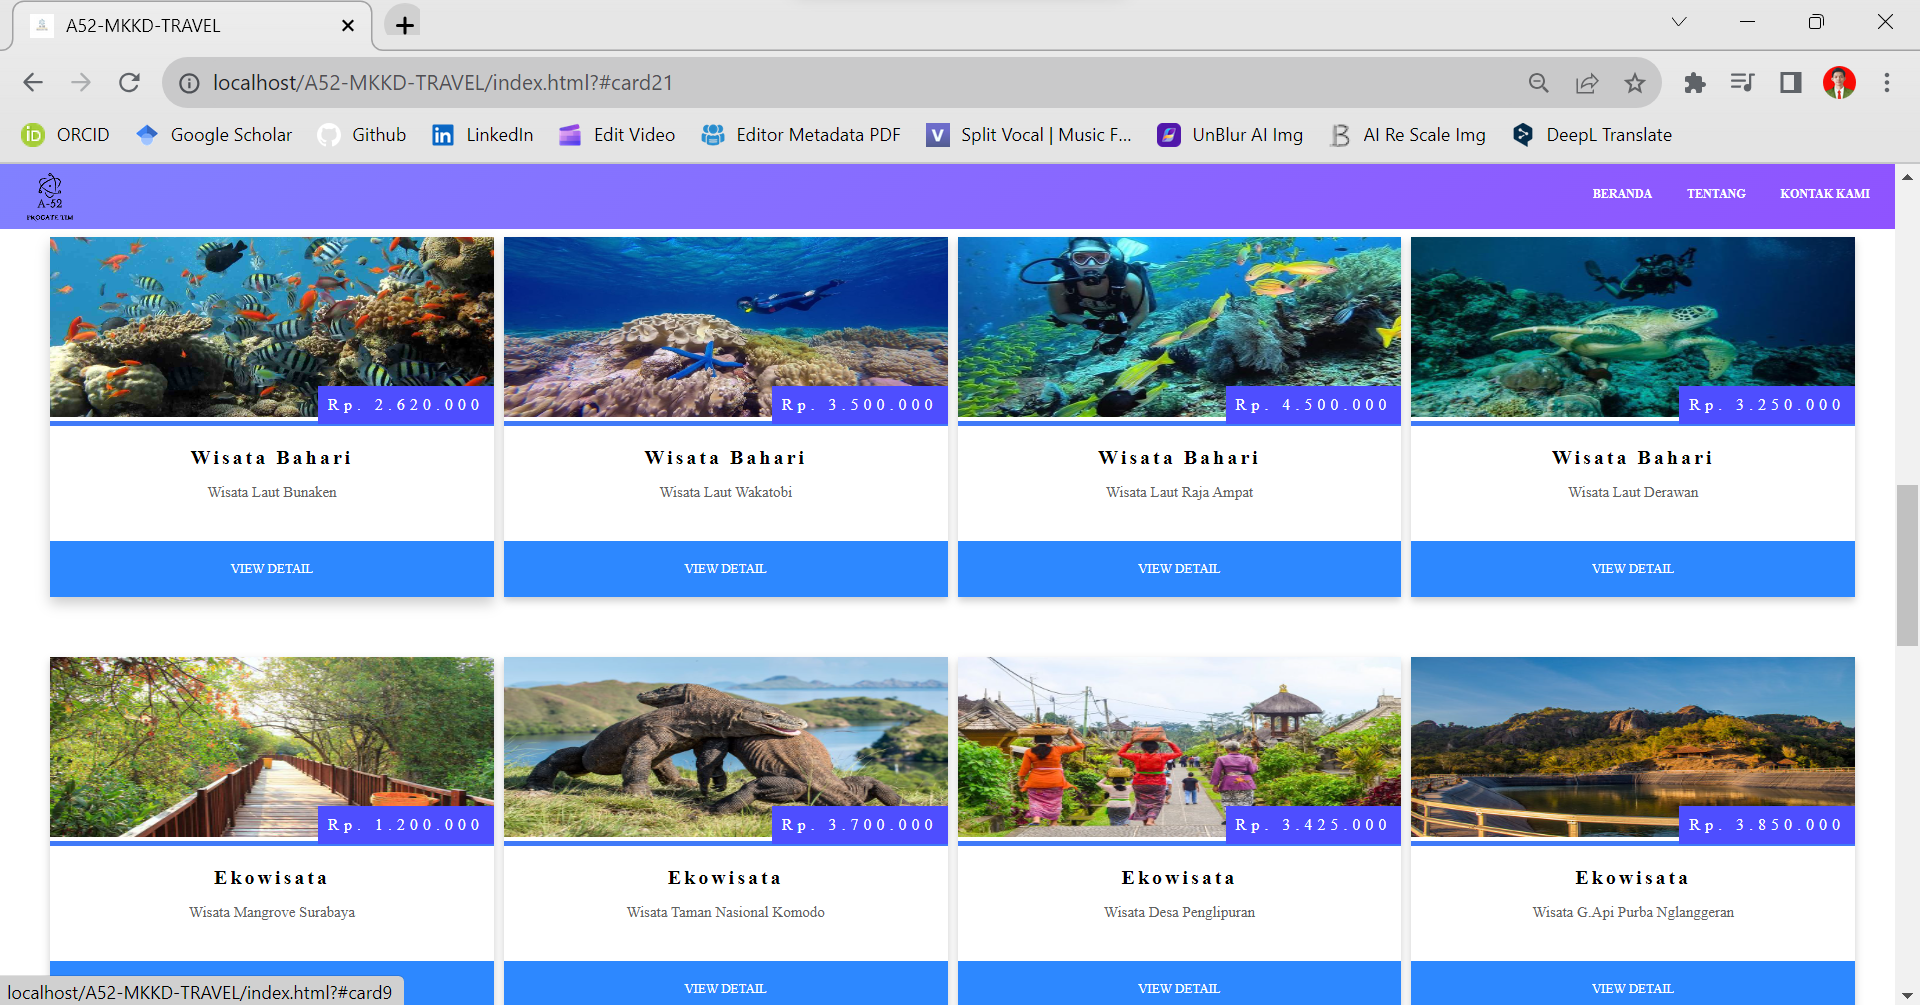 A52-MKKD-TRAVEL
localhost/A52-MKKD-TRAVEL/index.html?#card21
ORCID
Google Scholar
Github
LinkedIn
Edit Video
Editor Metadata PDF
Split Vocal | Music F...
UnBlur AI Img
AI Re Scale Img
DeepL Translate
A-52
PROGATE TIM
BERANDA
TENTANG
KONTAK KAMI
Rp. 2.620.000
Rp. 3.500.000
Rp. 4.500.000
Rp. 3.250.000
Wisata Bahari
Wisata Bahari
Wisata Bahari
Wisata Bahari
Wisata Laut Bunaken
Wisata Laut Wakatobi
Wisata Laut Raja Ampat
Wisata Laut Derawan
VIEW DETAIL
VIEW DETAIL
VIEW DETAIL
VIEW DETAIL
Rp. 1.200.000
Rp. 3.700.000
Rp. 3.425.000
Rp. 3.850.000
Ekowisata
Ekowisata
Ekowisata
Ekowisata
Wisata Mangrove Surabaya
Wisata Taman Nasional Komodo
Wisata Desa Penglipuran
Wisata G.Api Purba Nglanggeran
VIEW DETAIL
VIEW DETAIL
VIEW DETAIL
localhost/A52-MKKD-TRAVEL/index.html?#card9